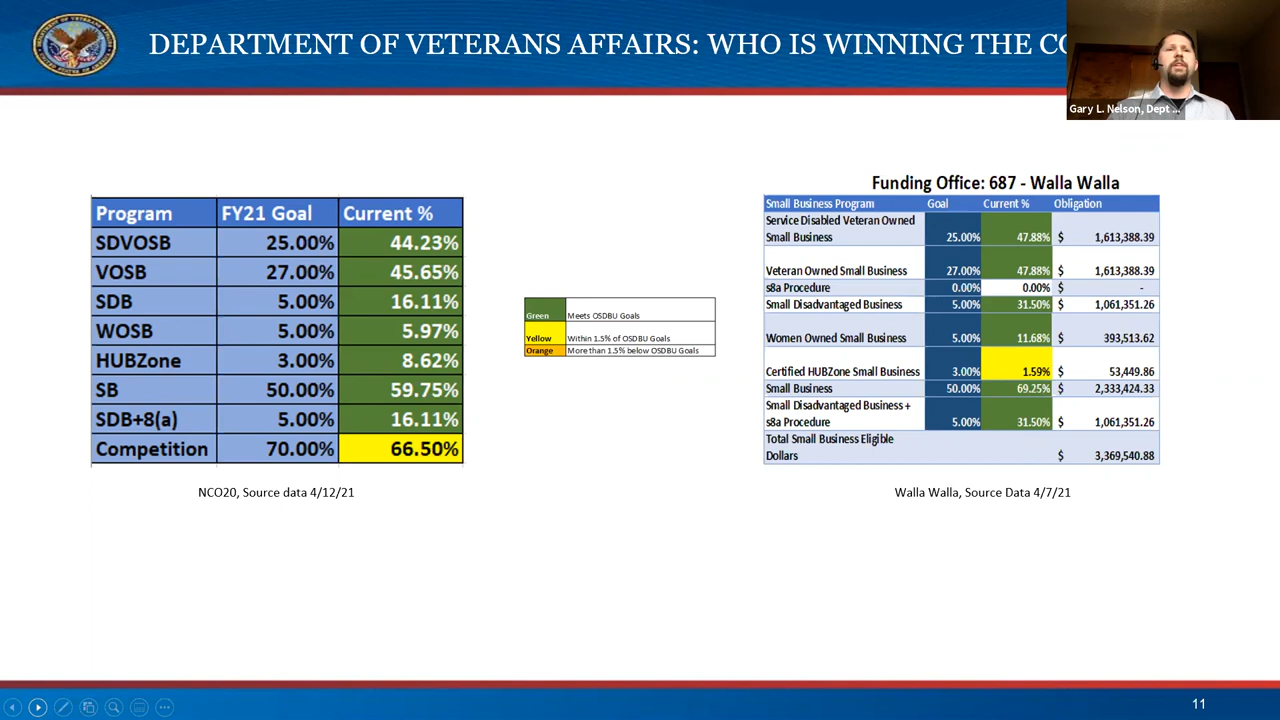 DEPARTMENT OF VETERANS AFFAIRS: WHO IS WINNING THE
Gary L. Nelson, Dept ...
Program FY21 Goal Current %
SDVOSB 25.00% 44.23%
VOSB 27.00% 45.65%
SDB 5.00% 16.11%
WOSB 5.00% 5.97%
HUBZone 3.00% 8.62%
SB 50.00% 59.75%
SDB+8(a) 5.00% 16.11%
Competition 70.00% 66.50%
NCO20, Source data 4/12/21
Green Meets OSDBU Goals
Yellow Within 1.5% of OSDBU Goals
Orange More than 1.5% below OSDBU Goals
Funding Office: 687 - Walla Walla
Small Business Program Goal Current % Obligation
Service Disabled Veteran Owned
Small Business 25.00% 47.88% $ 1,613,388.39
Veteran Owned Small Business 27.00% 47.88% $ 1,613,388.39
s8a Procedure 0.00% 0.00% $ -
Small Disadvantaged Business 5.00% 31.50% $ 1,061,351.26
Women Owned Small Business 5.00% 11.68% $ 393,513.62
Certified HUBZone Small Business 3.00% 1.59% $ 53,449.86
Small Business 50.00% 69.25% $ 2,333,424.33
Small Disadvantaged Business +
s8a Procedure 5.00% 31.50% $ 1,061,351.26
Total Small Business Eligible
Dollars $ 3,369,540.88
Walla Walla, Source Data 4/7/21
11